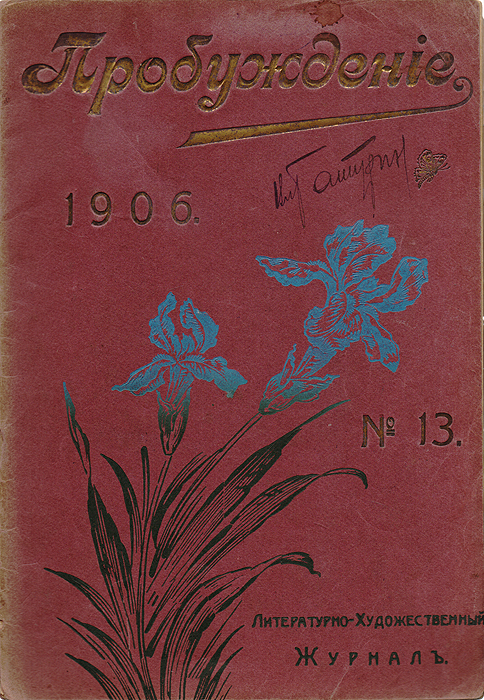 Пробужденіе.
1906.
№ 13.
Литературно-Художественный
Журналъ.